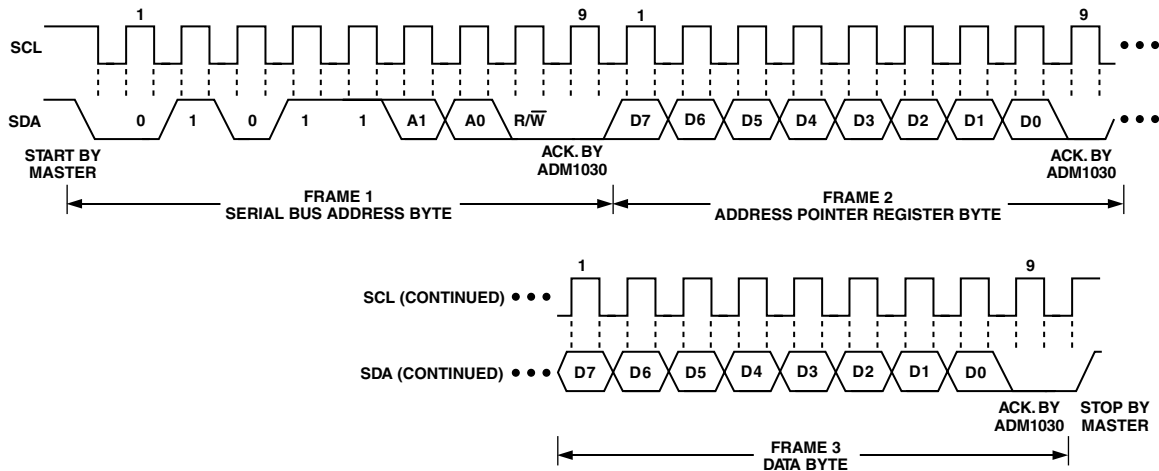 1 9 1 9
SCL
SDA 0 1 0 1 1 A1 A0 R/W̅ D7 D6 D5 D4 D3 D2 D1 D0
START BY
MASTER
ACK. BY
ADM1030
ACK. BY
ADM1030
FRAME 1
SERIAL BUS ADDRESS BYTE
FRAME 2
ADDRESS POINTER REGISTER BYTE
1 9
SCL (CONTINUED)
SDA (CONTINUED) D7 D6 D5 D4 D3 D2 D1 D0
ACK. BY
ADM1030
STOP BY
MASTER
FRAME 3
DATA BYTE